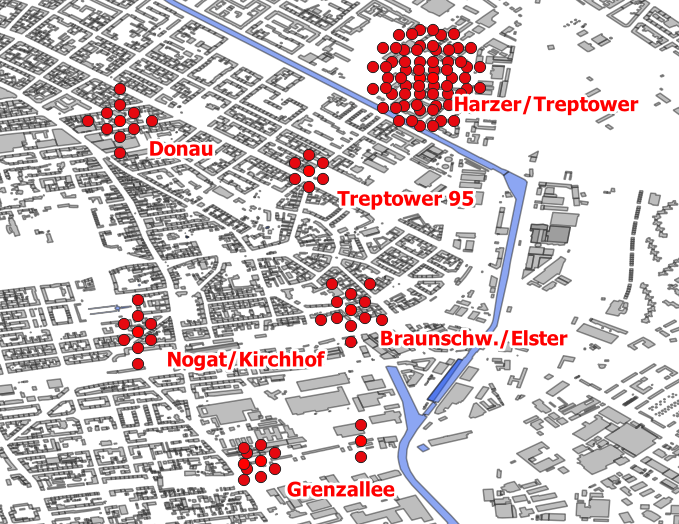 Harzer/Treptower
Donau
Treptower 95
Braunschw./Elster
Nogat/Kirchhof
Grenzallee